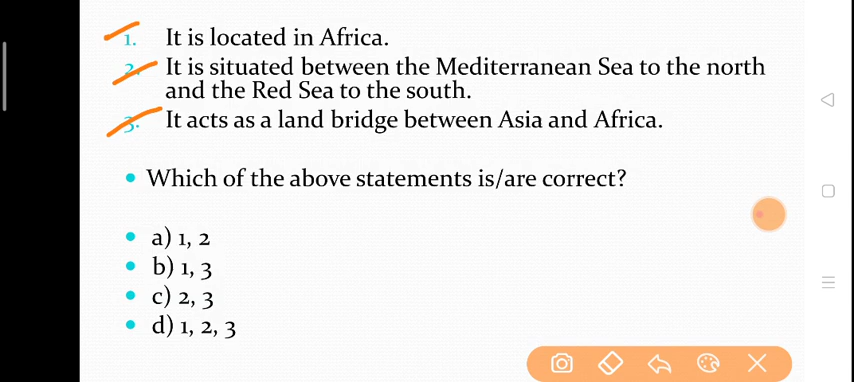 1. It is located in Africa.
2. It is situated between the Mediterranean Sea to the north
and the Red Sea to the south.
3. It acts as a land bridge between Asia and Africa.
• Which of the above statements is/are correct?
• a) 1, 2
• b) 1, 3
• c) 2, 3
• d) 1, 2, 3